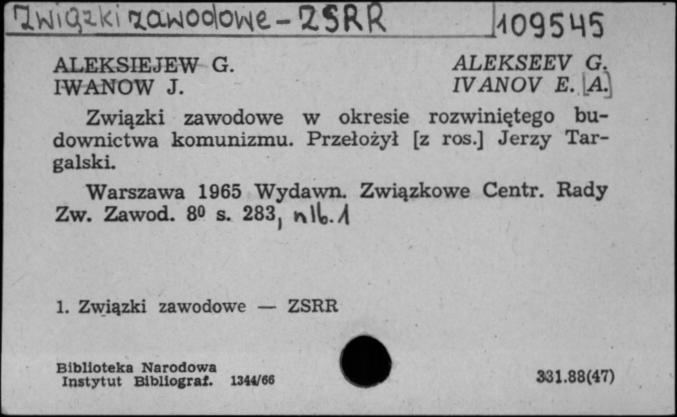 Związki zawodowe - ZSRR 109545
ALEKSIEJEW G. ALEKSEEV G.
IWANOW J. IVANOV E. [A.]
Związki zawodowe w okresie rozwiniętego bu-
downictwa komunizmu. Przełożył [z ros.] Jerzy Tar-
galski.
Warszawa 1965 Wydawn. Związkowe Centr. Rady
Zw. Zawod. 8⁰ s. 283, nlb. 1
1. Związki zawodowe — ZSRR
Biblioteka Narodowa
Instytut Bibliograf. 1344/66 331.88(47)